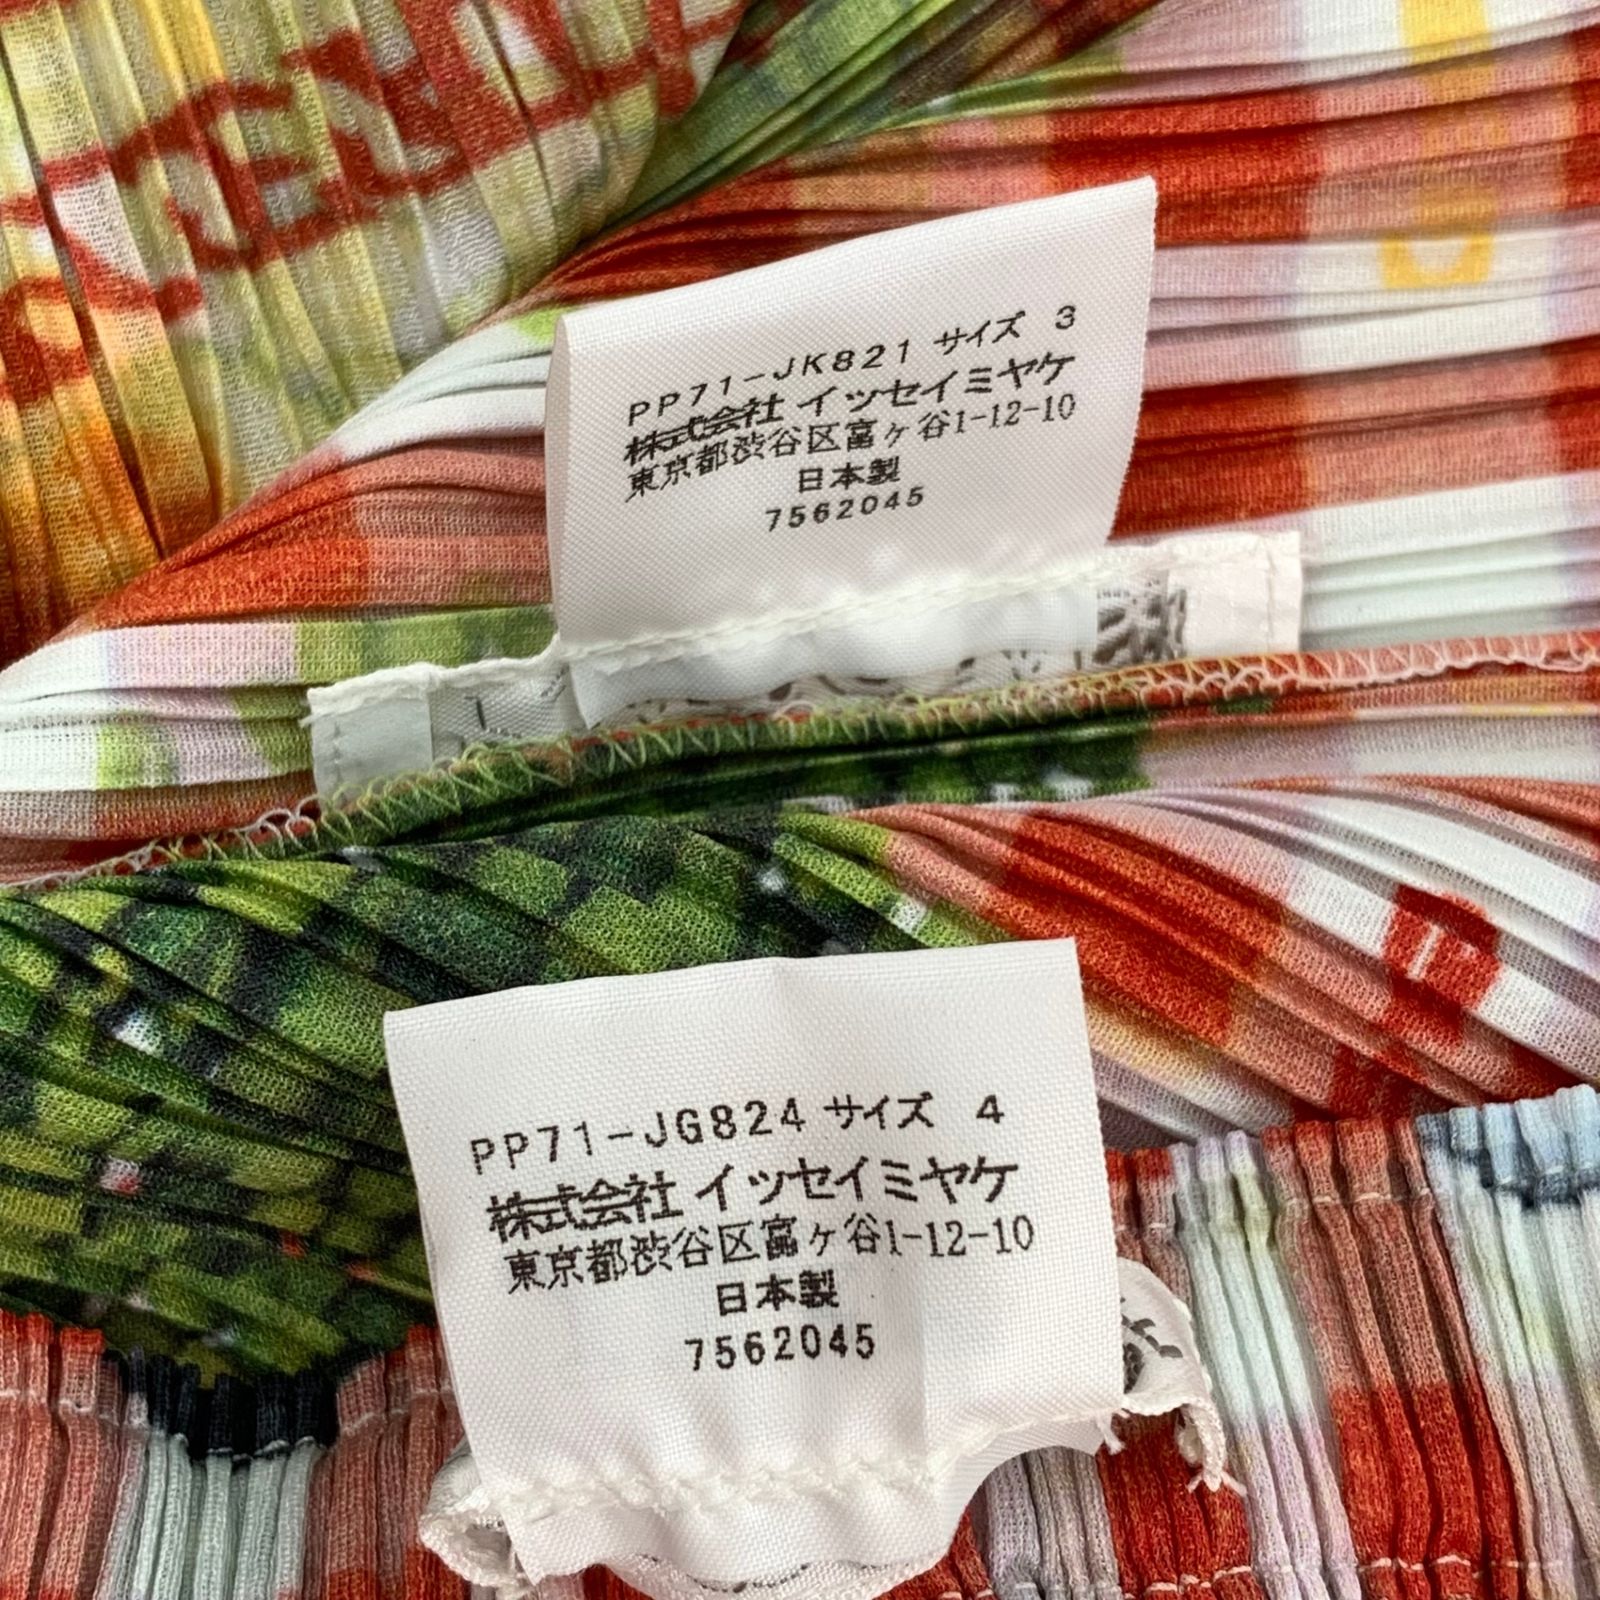 PP71-JK821 サイズ 3
株式会社 イッセイミヤケ
東京都渋谷区富ヶ谷1-12-10
日本製
7562045
PP71-JG824 サイズ 4
株式会社 イッセイミヤケ
東京都渋谷区富ヶ谷1-12-10
日本製
7562045